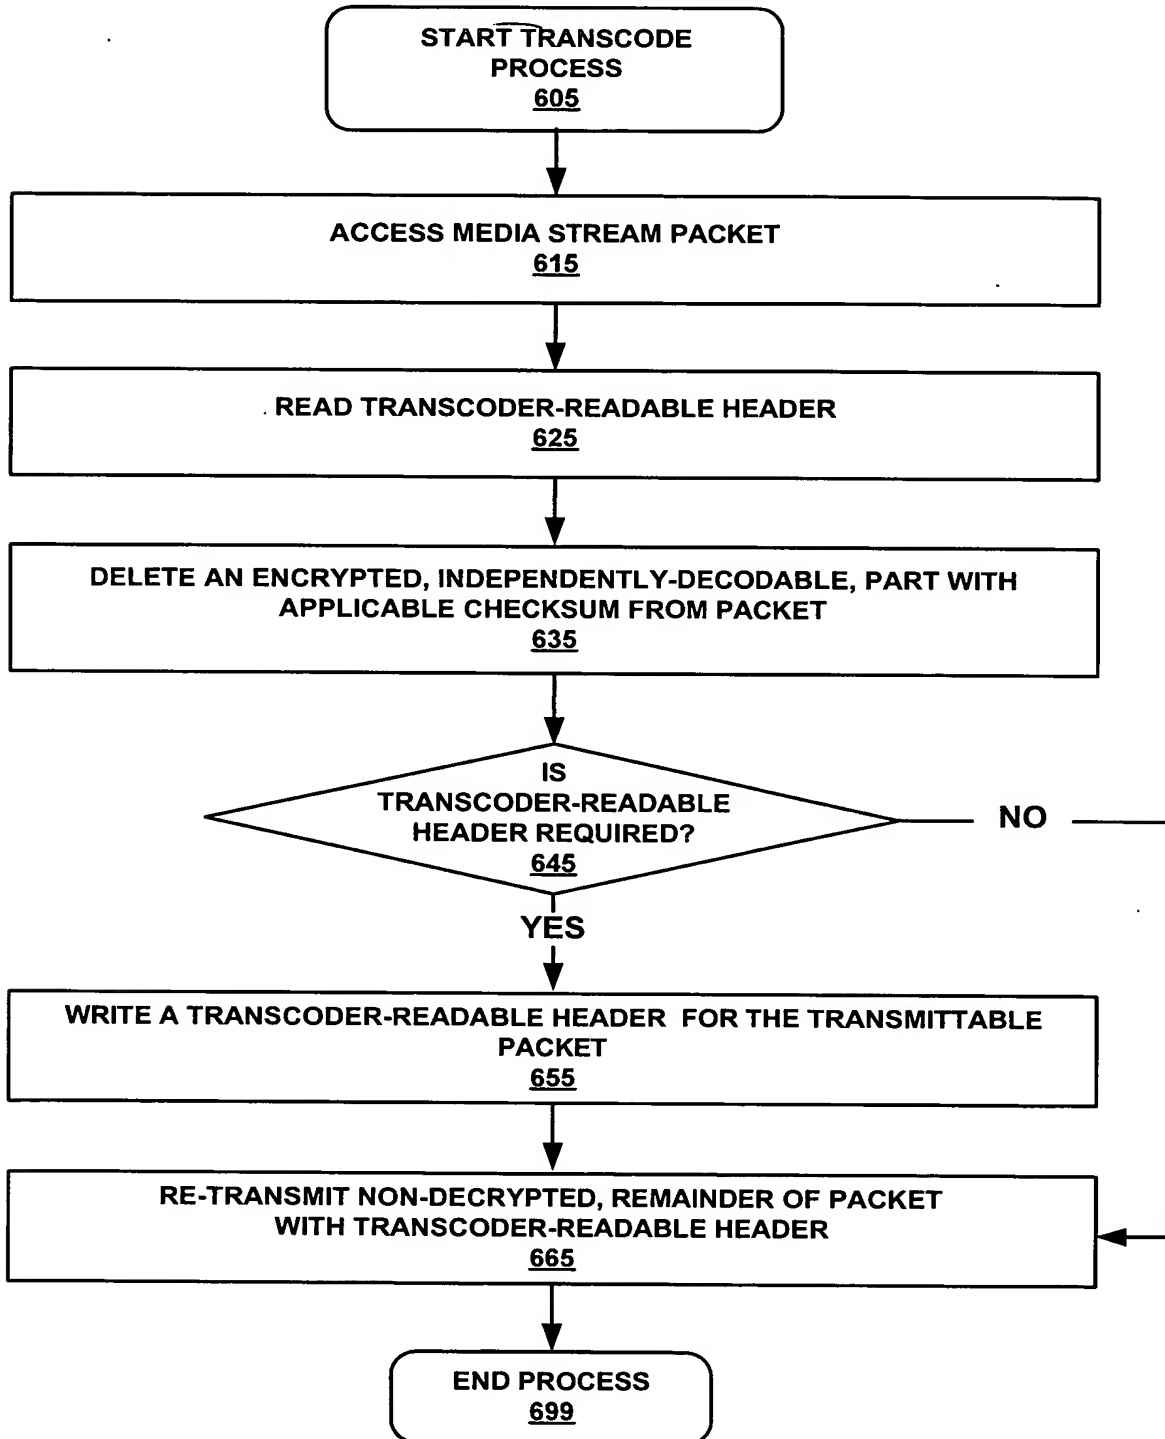 START TRANSCODE
PROCESS
605
ACCESS MEDIA STREAM PACKET
615
READ TRANSCODER-READABLE HEADER
625
DELETE AN ENCRYPTED, INDEPENDENTLY-DECODABLE, PART WITH
APPLICABLE CHECKSUM FROM PACKET
635
IS
TRANSCODER-READABLE
HEADER REQUIRED?
645
NO
YES
WRITE A TRANSCODER-READABLE HEADER FOR THE TRANSMITTABLE
PACKET
655
RE-TRANSMIT NON-DECRYPTED, REMAINDER OF PACKET
WITH TRANSCODER-READABLE HEADER
665
END PROCESS
699